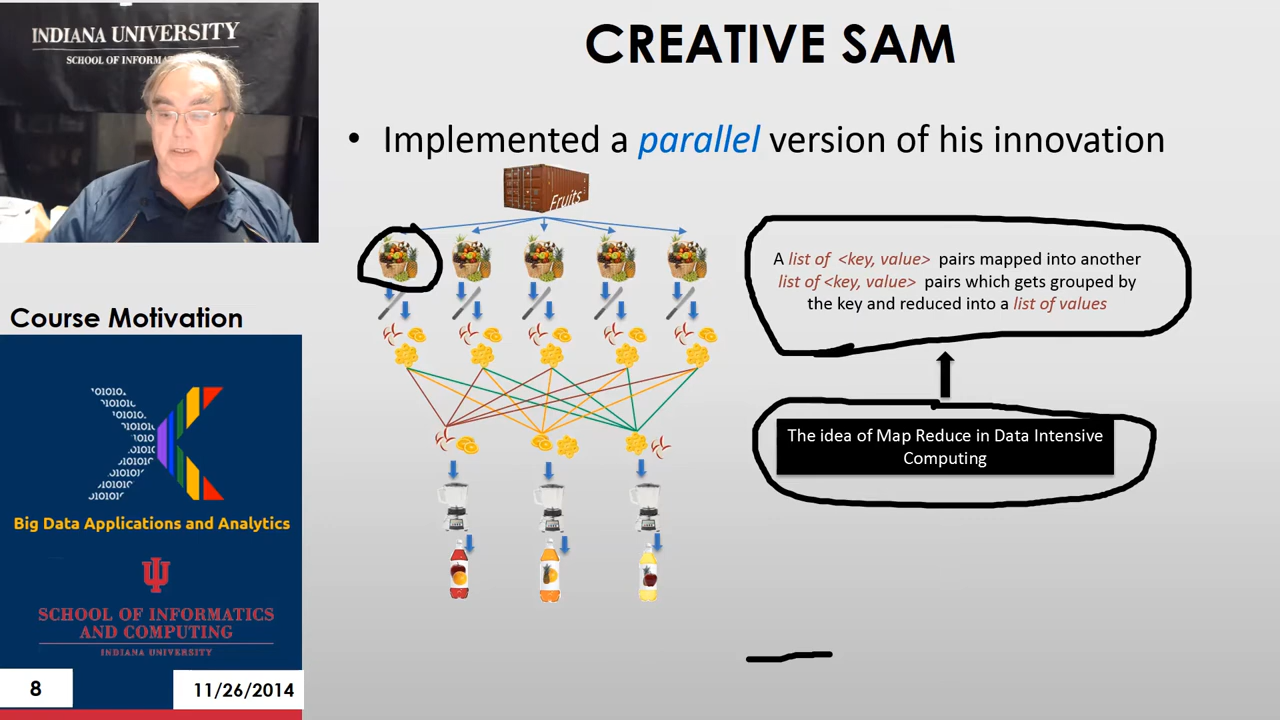 INDIANA UNIVERSITY
SCHOOL OF INFORMA
CREATIVE SAM
• Implemented a parallel version of his innovation
Fruits
A list of <key, value> pairs mapped into another
list of <key, value> pairs which gets grouped by
the key and reduced into a list of values
The idea of Map Reduce in Data Intensive
Computing
Course Motivation
Big Data Applications and Analytics
SCHOOL OF INFORMATICS
AND COMPUTING
INDIANA UNIVERSITY
8
11/26/2014